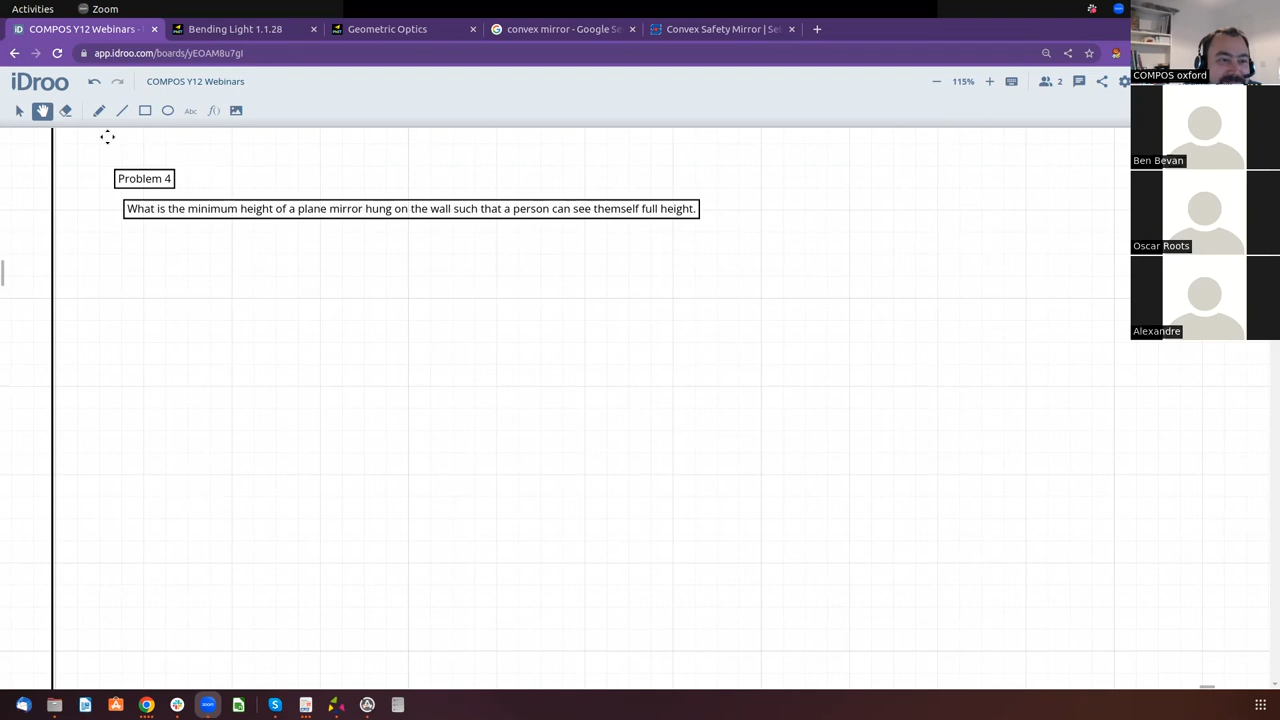 Activities
Zoom
COMPOS Y12 Webinars
Bending Light 1.1.28
Geometric Optics
convex mirror - Google Se
Convex Safety Mirror | Se
app.idroo.com/boards/yEOAM8u7gI
COMPOS oxford
iDroo
COMPOS Y12 Webinars
115%
2
Abc
f()
Ben Bevan
Problem 4
What is the minimum height of a plane mirror hung on the wall such that a person can see themself full height.
Oscar Roots
Alexandre